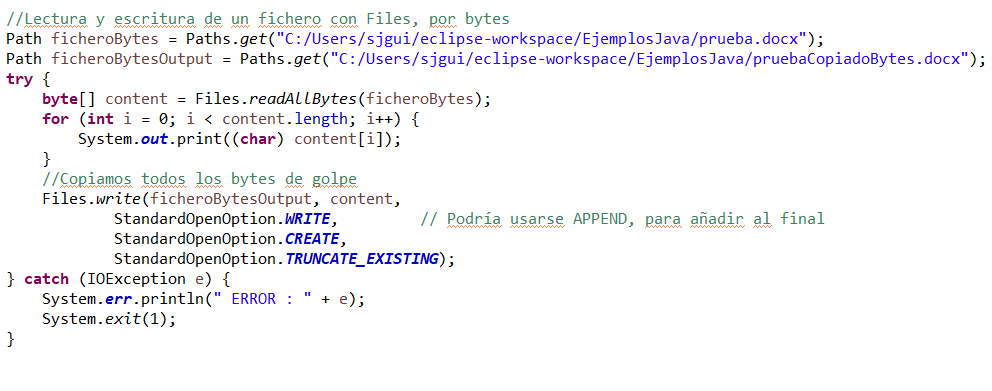 //Lectura y escritura de un fichero con Files, por bytes
Path ficheroBytes = Paths.get("C:/Users/sjgui/eclipse-workspace/EjemplosJava/prueba.docx");
Path ficheroBytesOutput = Paths.get("C:/Users/sjgui/eclipse-workspace/EjemplosJava/pruebaCopiadoBytes.docx");
try {
    byte[] content = Files.readAllBytes(ficheroBytes);
    for (int i = 0; i < content.length; i++) {
        System.out.print((char) content[i]);
    }
    //Copiamos todos los bytes de golpe
    Files.write(ficheroBytesOutput, content,
            StandardOpenOption.WRITE,         // Podría usarse APPEND, para añadir al final
            StandardOpenOption.CREATE,
            StandardOpenOption.TRUNCATE_EXISTING);
} catch (IOException e) {
    System.err.println(" ERROR : " + e);
    System.exit(1);
}